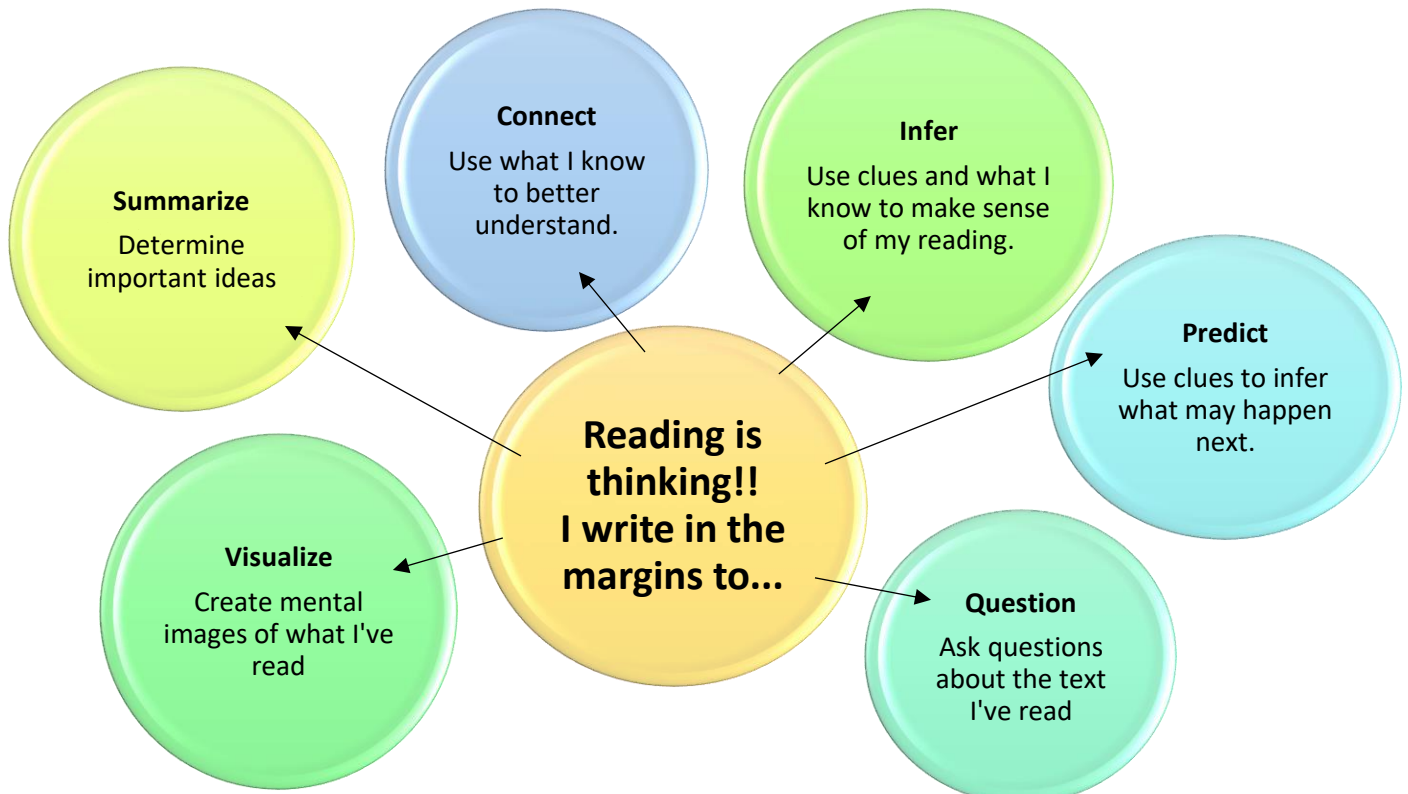 Connect
Use what I know
to better
understand.
Infer
Use clues and what I
know to make sense
of my reading.
Summarize
Determine
important ideas
Predict
Use clues to infer
what may happen
next.
Reading is
thinking!!
I write in the
margins to...
Visualize
Create mental
images of what I've
read
Question
Ask questions
about the text
I've read